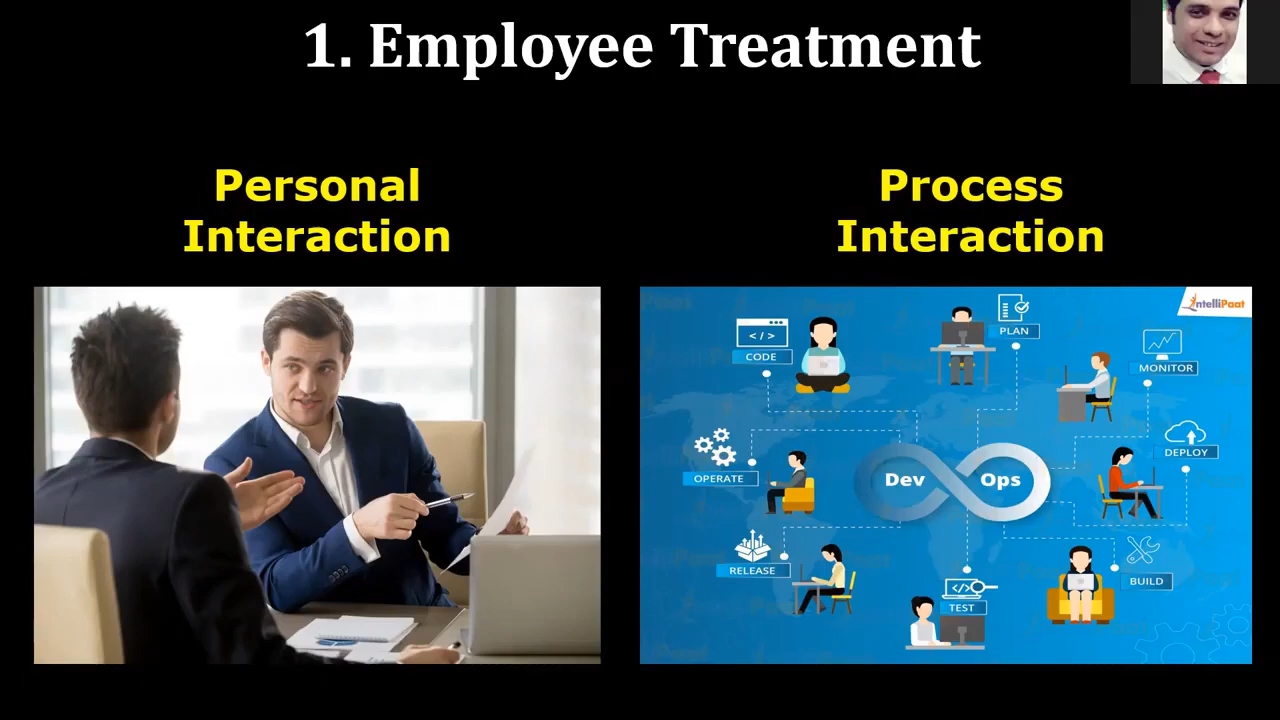 1. Employee Treatment
Personal
Interaction
Process
Interaction
IntelliPaat
</>
CODE
PLAN
MONITOR
OPERATE
Dev
Ops
DEPLOY
RELEASE
</>
TEST
BUILD